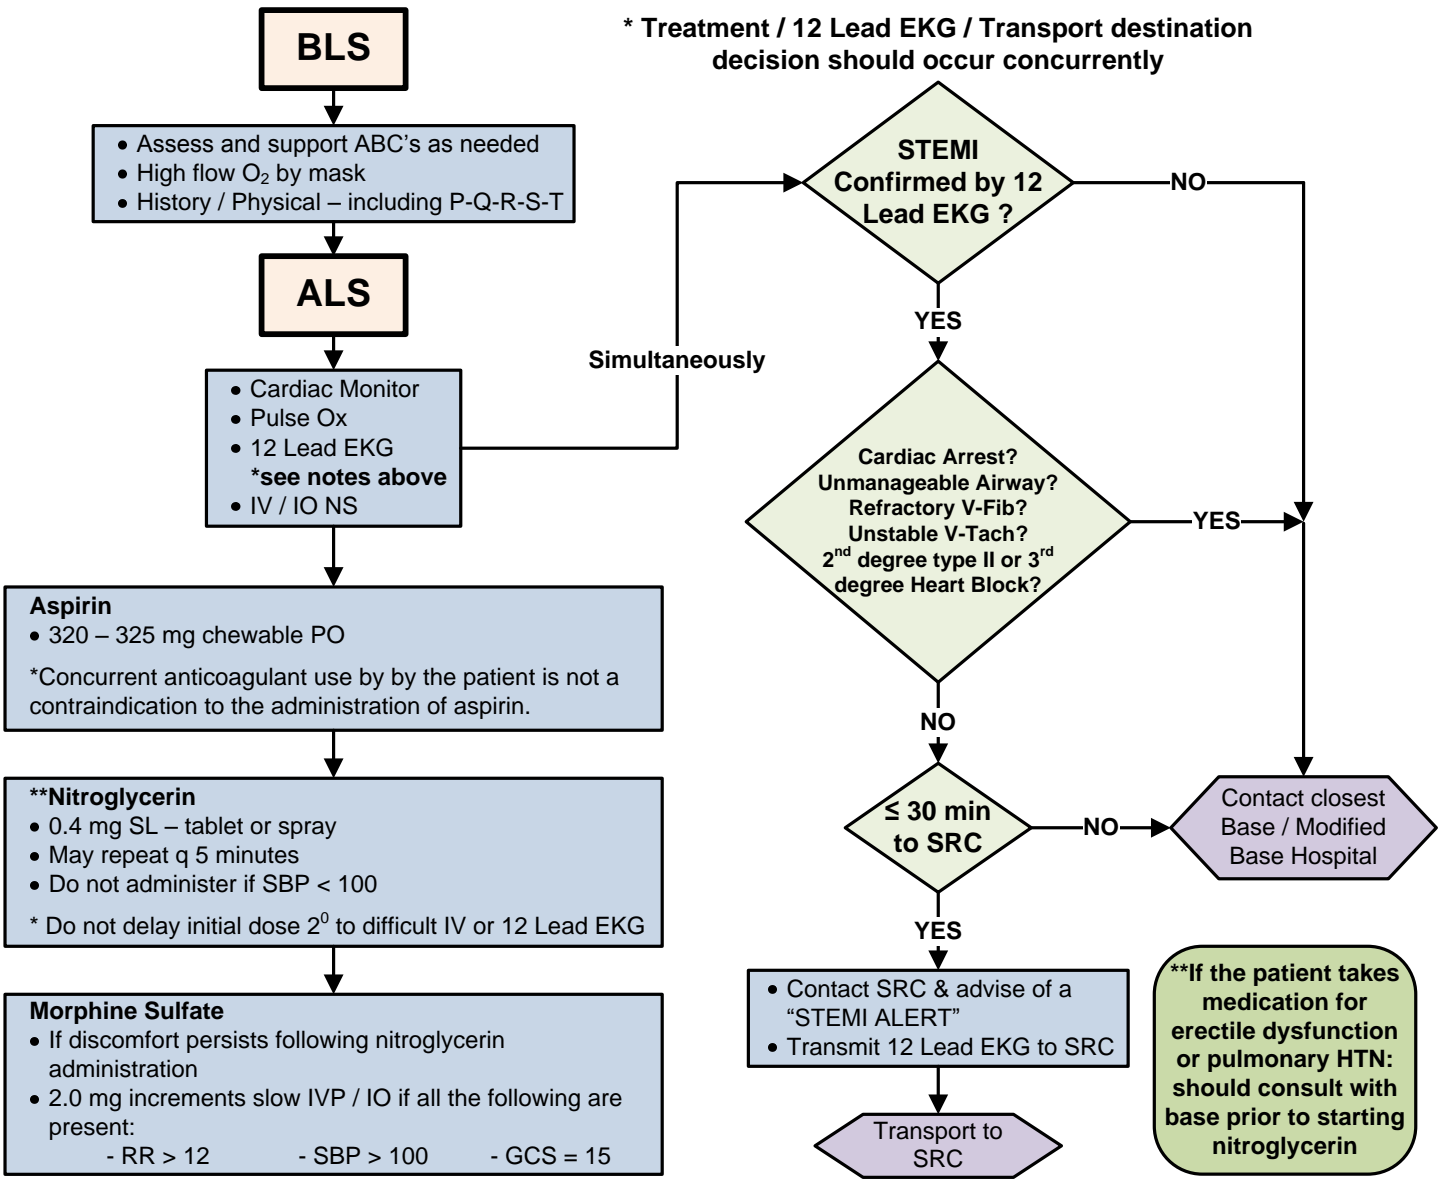 BLS
• Assess and support ABC's as needed
• High flow O₂ by mask
• History / Physical – including P-Q-R-S-T
ALS
• Cardiac Monitor
• Pulse Ox
• 12 Lead EKG
*see notes above
• IV / IO NS
Aspirin
• 320 – 325 mg chewable PO
*Concurrent anticoagulant use by by the patient is not a
contraindication to the administration of aspirin.
**Nitroglycerin
• 0.4 mg SL – tablet or spray
• May repeat q 5 minutes
• Do not administer if SBP < 100
* Do not delay initial dose 2⁰ to difficult IV or 12 Lead EKG
Morphine Sulfate
• If discomfort persists following nitroglycerin
administration
• 2.0 mg increments slow IVP / IO if all the following are
present:
- RR > 12 - SBP > 100 - GCS = 15
* Treatment / 12 Lead EKG / Transport destination
decision should occur concurrently
Simultaneously
STEMI
Confirmed by 12
Lead EKG ?
NO
YES
Cardiac Arrest?
Unmanageable Airway?
Refractory V-Fib?
Unstable V-Tach?
2ⁿᵈ degree type II or 3ʳᵈ
degree Heart Block?
YES
NO
≤ 30 min
to SRC
NO
Contact closest
Base / Modified
Base Hospital
YES
• Contact SRC & advise of a
“STEMI ALERT”
• Transmit 12 Lead EKG to SRC
Transport to
SRC
**If the patient takes
medication for
erectile dysfunction
or pulmonary HTN:
should consult with
base prior to starting
nitroglycerin